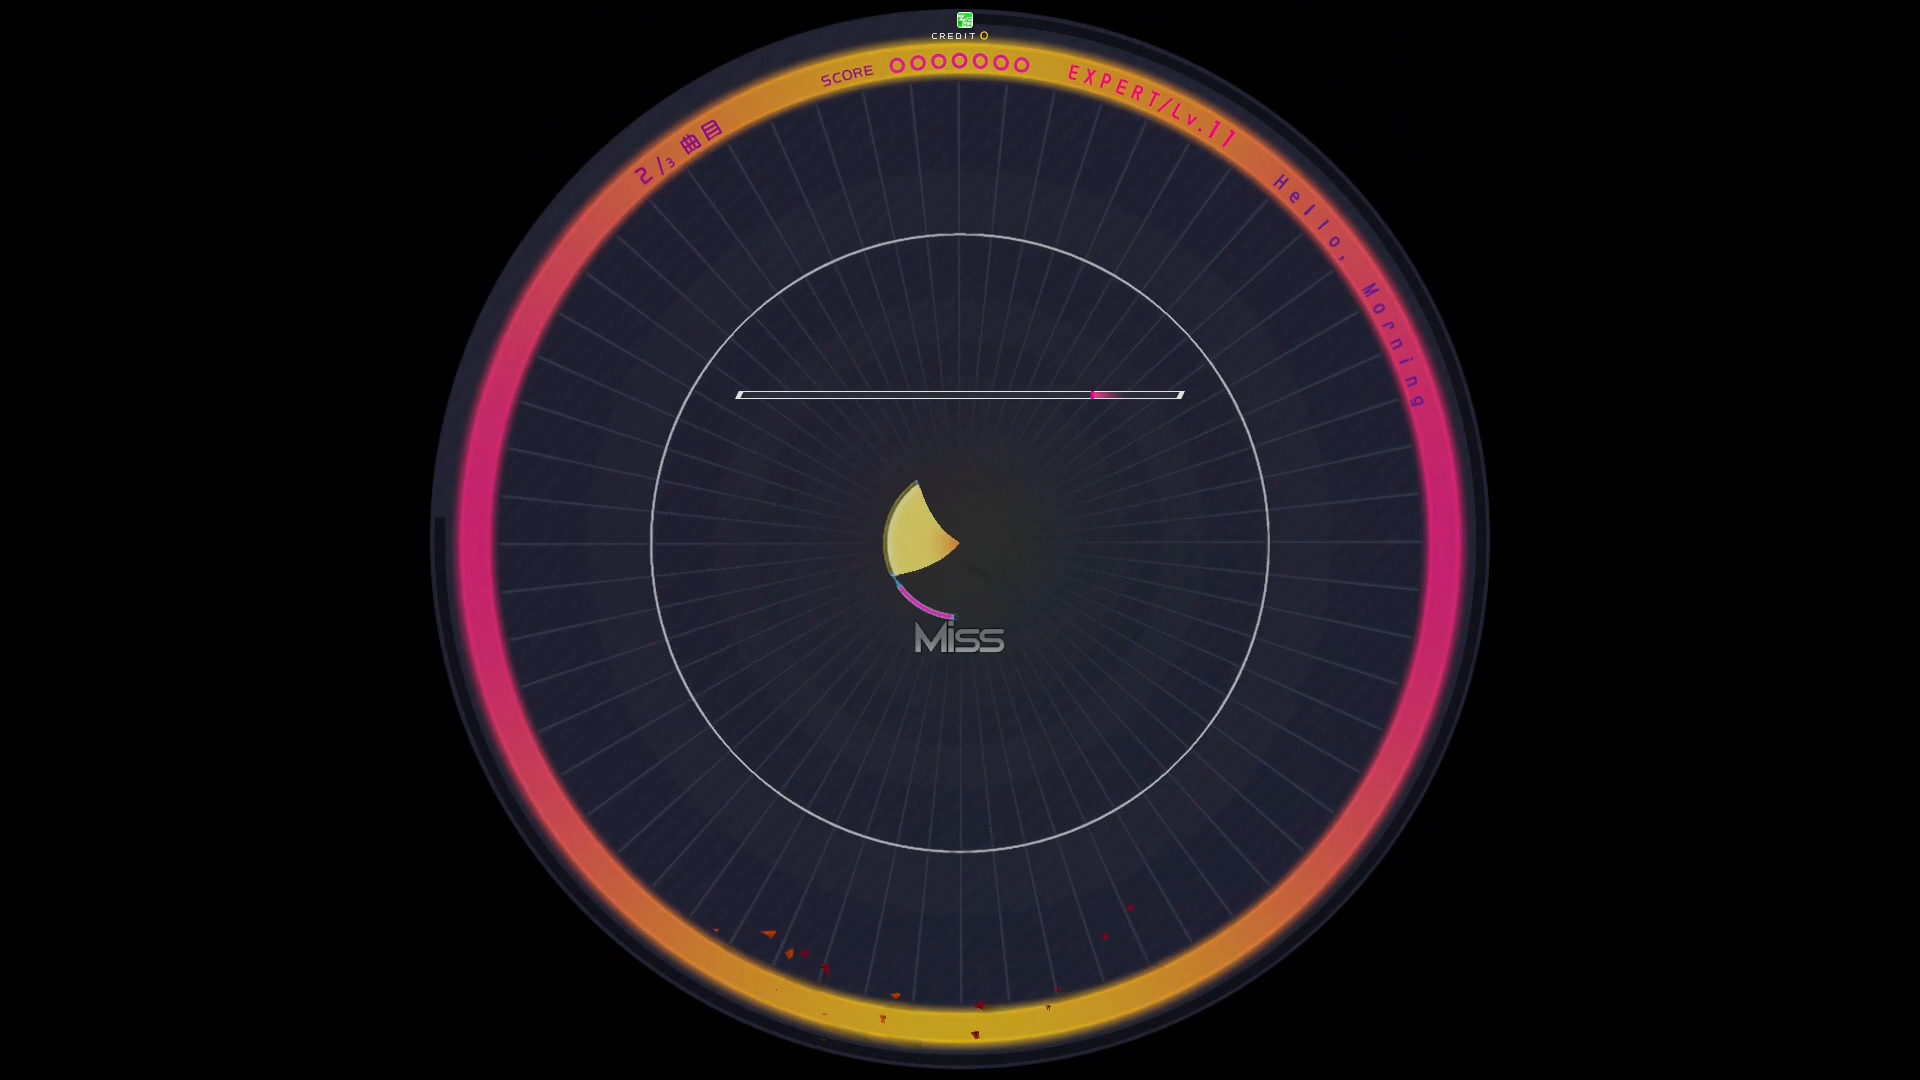 CREDIT 0
SCORE 0000000
EXPERT/Lv.11
2/3 曲目
Hello, Morning
Miss